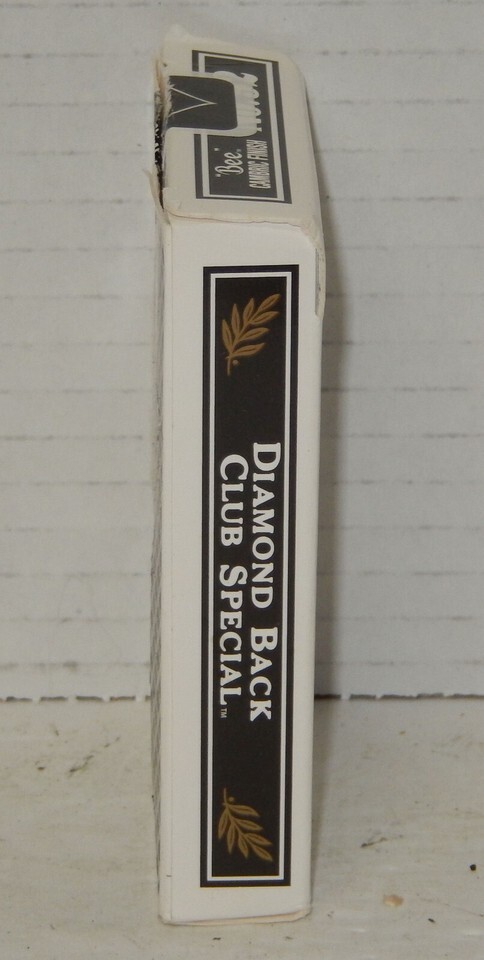 "Bee"
CAMBRIC FINISH
DIAMOND BACK
CLUB SPECIAL™